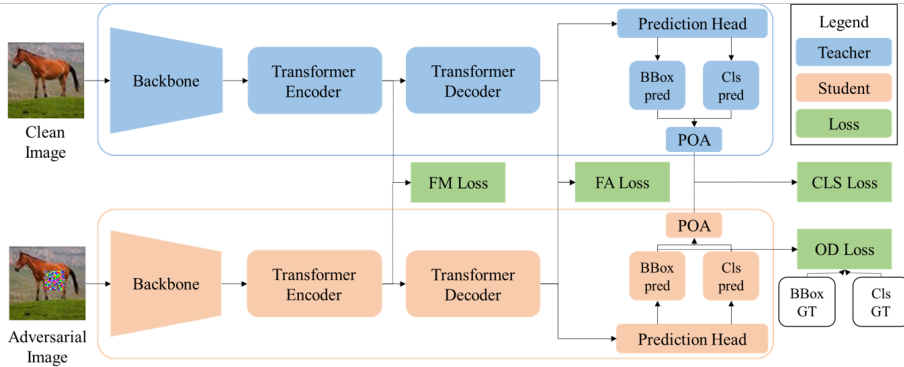 Clean
Image
Backbone
Transformer
Encoder
Transformer
Decoder
Prediction Head
BBox
pred
Cls
pred
POA
Legend
Teacher
Student
Loss
FM Loss
FA Loss
CLS Loss
Adversarial
Image
Backbone
Transformer
Encoder
Transformer
Decoder
POA
BBox
pred
Cls
pred
Prediction Head
OD Loss
BBox
GT
Cls
GT